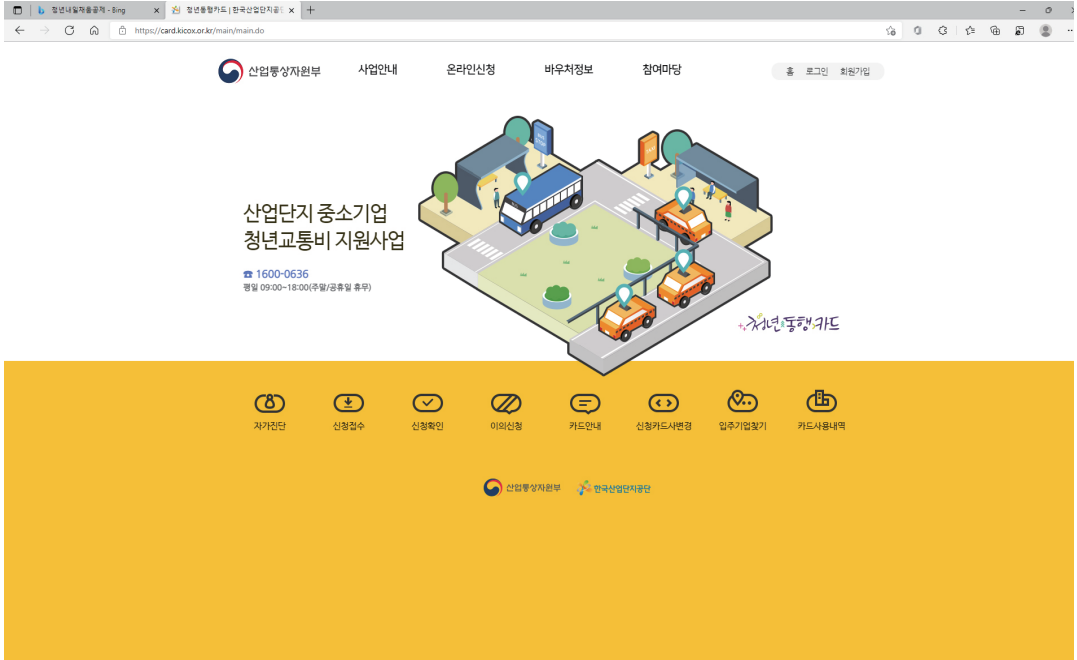 청년내일채움공제 - Bing
청년동행카드 | 한국산업단지공단
https://card.kicox.or.kr/main/main.do
산업통상자원부
사업안내
온라인신청
바우처정보
참여마당
홈 로그인 회원가입
BUS STOP
TAXI
산업단지 중소기업
청년교통비 지원사업
☎ 1600-0636
평일 09:00~18:00(주말/공휴일 휴무)
청년동행카드
자가진단
신청접수
신청확인
이의신청
카드안내
신청카드사변경
입주기업찾기
카드사용내역
산업통상자원부
한국산업단지공단